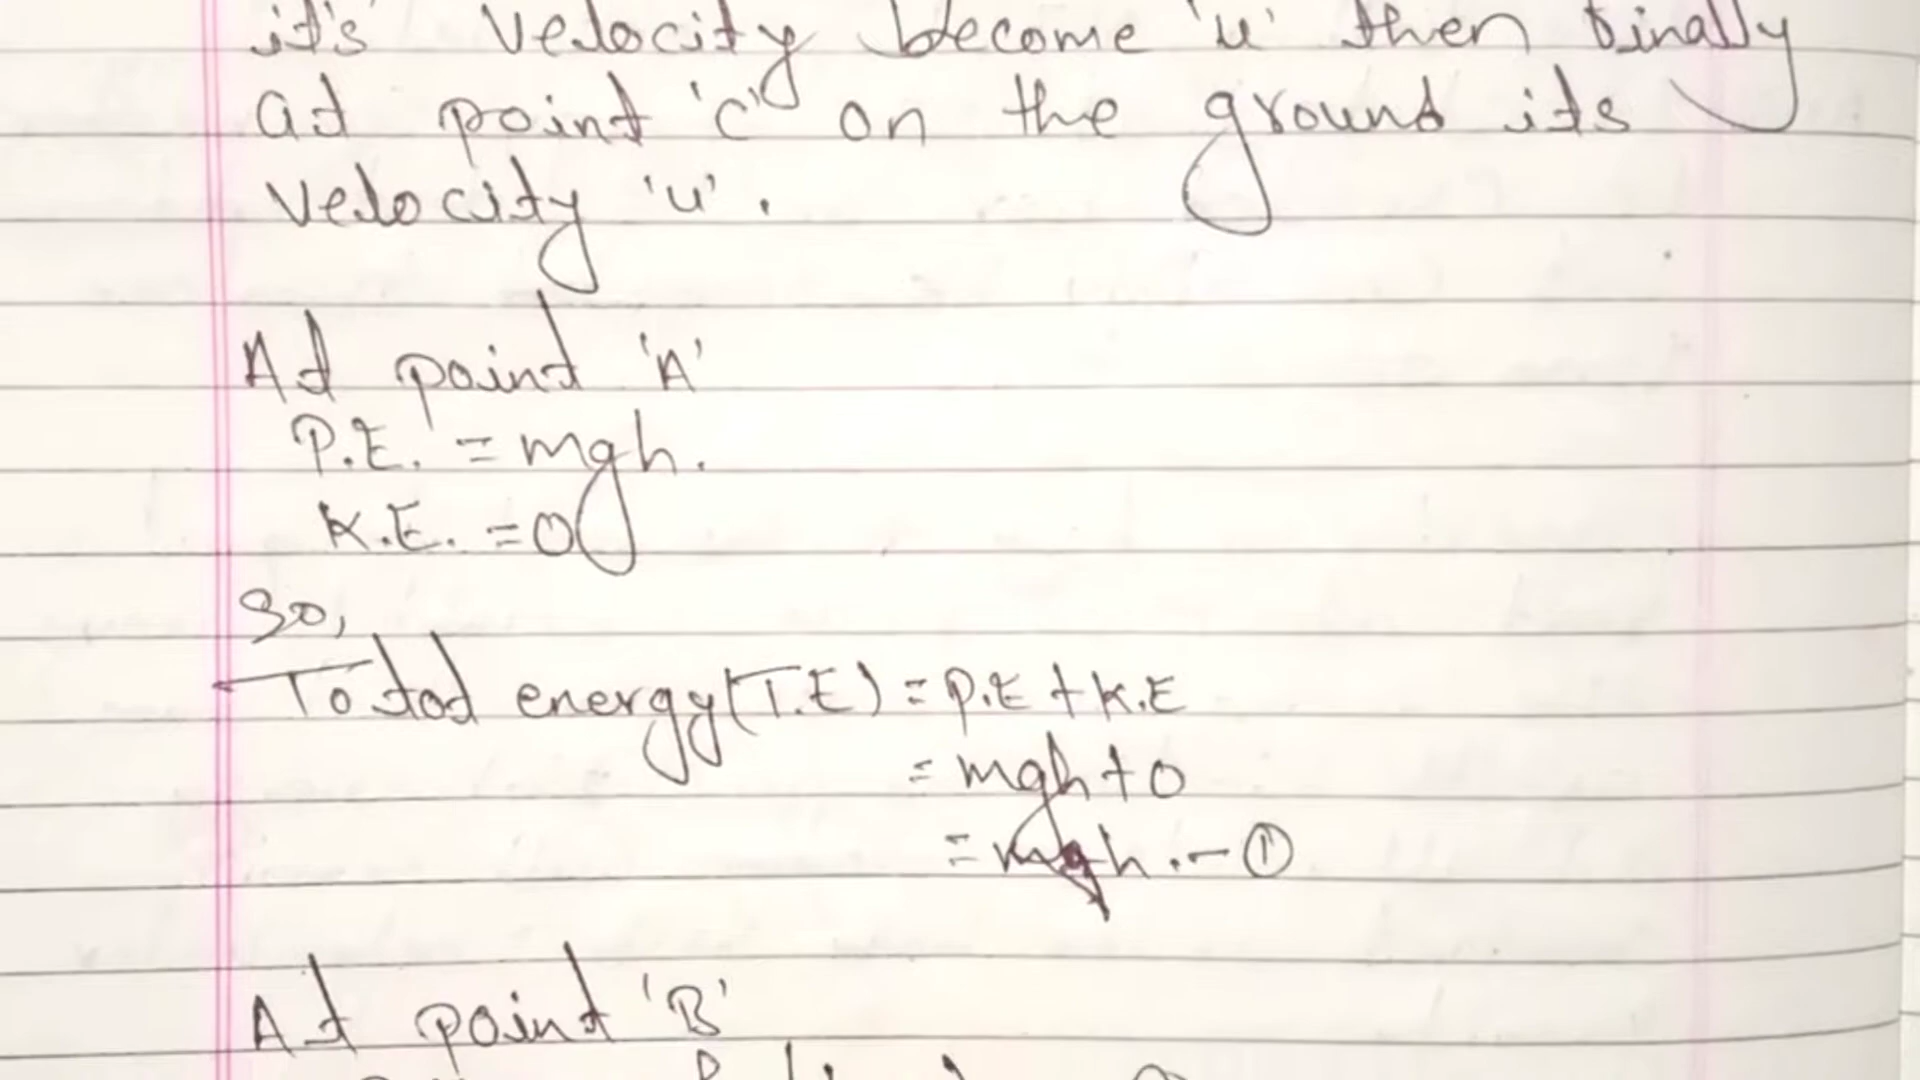 it's velocity become 'u' then finally
at point 'c' on the ground its
velocity 'u'.
At point 'A'
P.E. = mgh.
K.E. = 0
So,
Total energy (T.E) = P.E + K.E
= mgh + 0
= mgh. - ①
At point 'B'